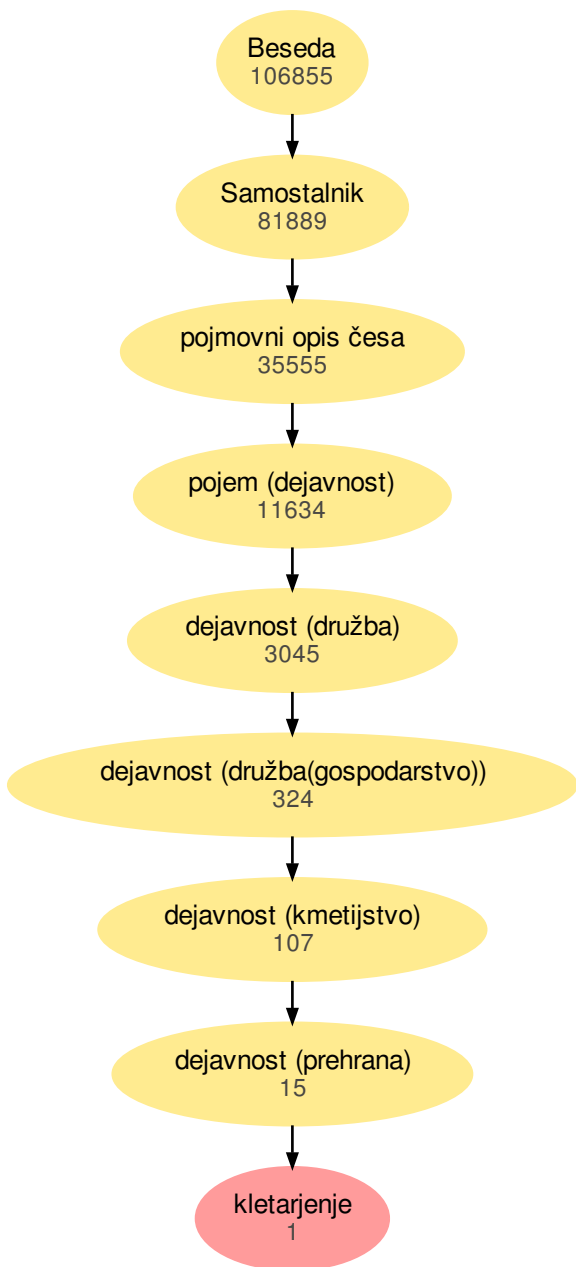 Beseda
106855
Samostalnik
81889
pojmovni opis česa
35555
pojem (dejavnost)
11634
dejavnost (družba)
3045
dejavnost (družba(gospodarstvo))
324
dejavnost (kmetijstvo)
107
dejavnost (prehrana)
15
kletarjenje
1